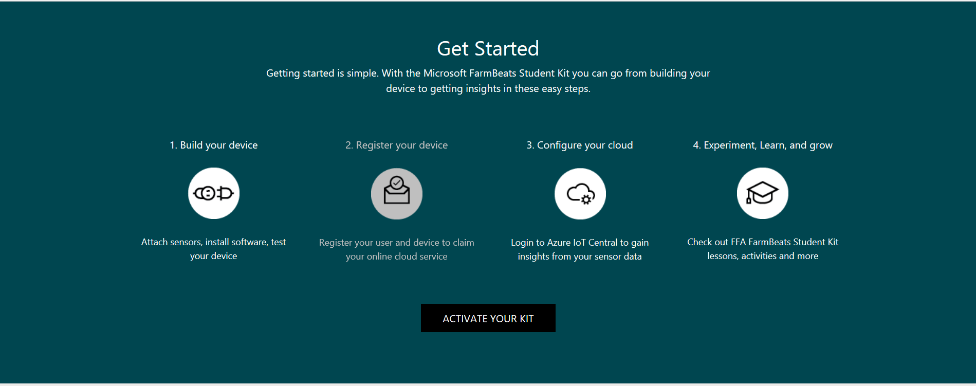 Get Started
Getting started is simple. With the Microsoft FarmBeats Student Kit you can go from building your
device to getting insights in these easy steps.
1. Build your device
Attach sensors, install software, test
your device
2. Register your device
Register your user and device to claim
your online cloud service
3. Configure your cloud
Login to Azure IoT Central to gain
insights from your sensor data
4. Experiment, Learn, and grow
Check out FFA FarmBeats Student Kit
lessons, activities and more
ACTIVATE YOUR KIT